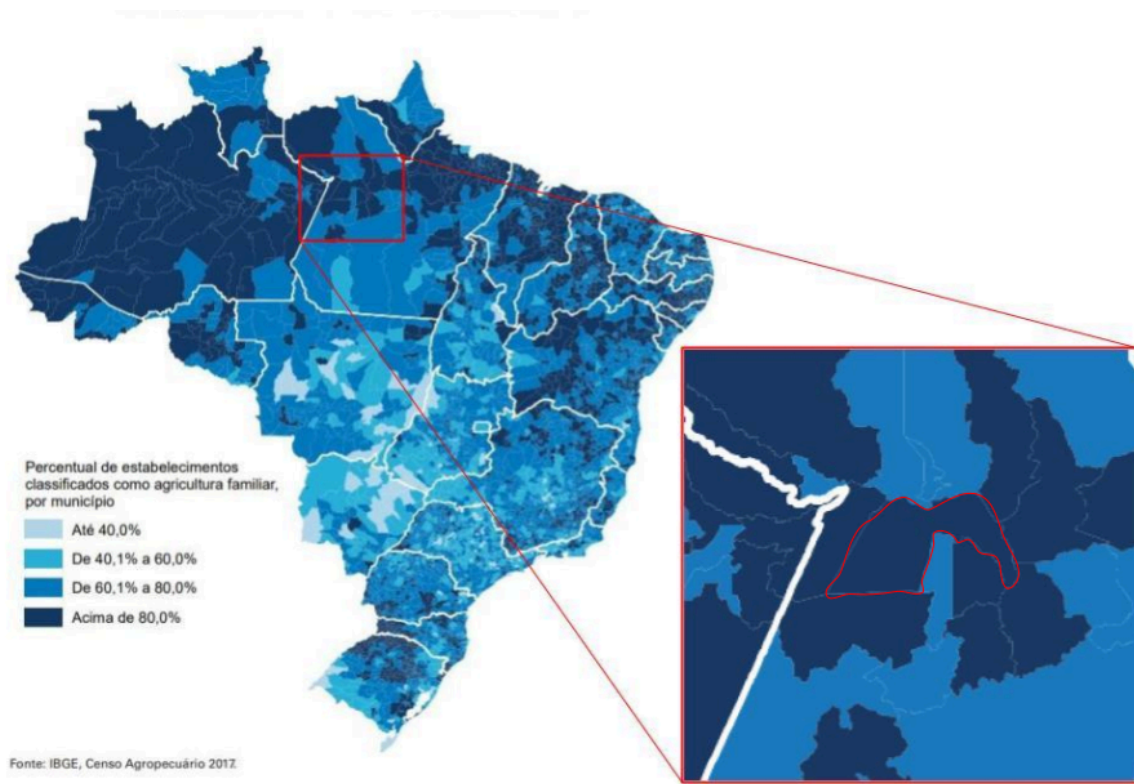 Percentual de estabelecimentos
classificados como agricultura familiar,
por município
Até 40,0%
De 40,1% a 60,0%
De 60,1% a 80,0%
Acima de 80,0%
Fonte: IBGE, Censo Agropecuário 2017.